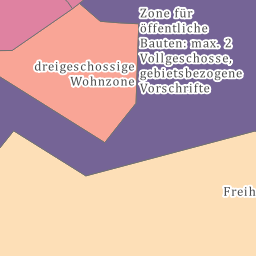 Zone für
öffentliche
Bauten: max. 2
Vollgeschosse,
gebietsbezogene
Vorschrifte
dreigeschossige
Wohnzone
Freih